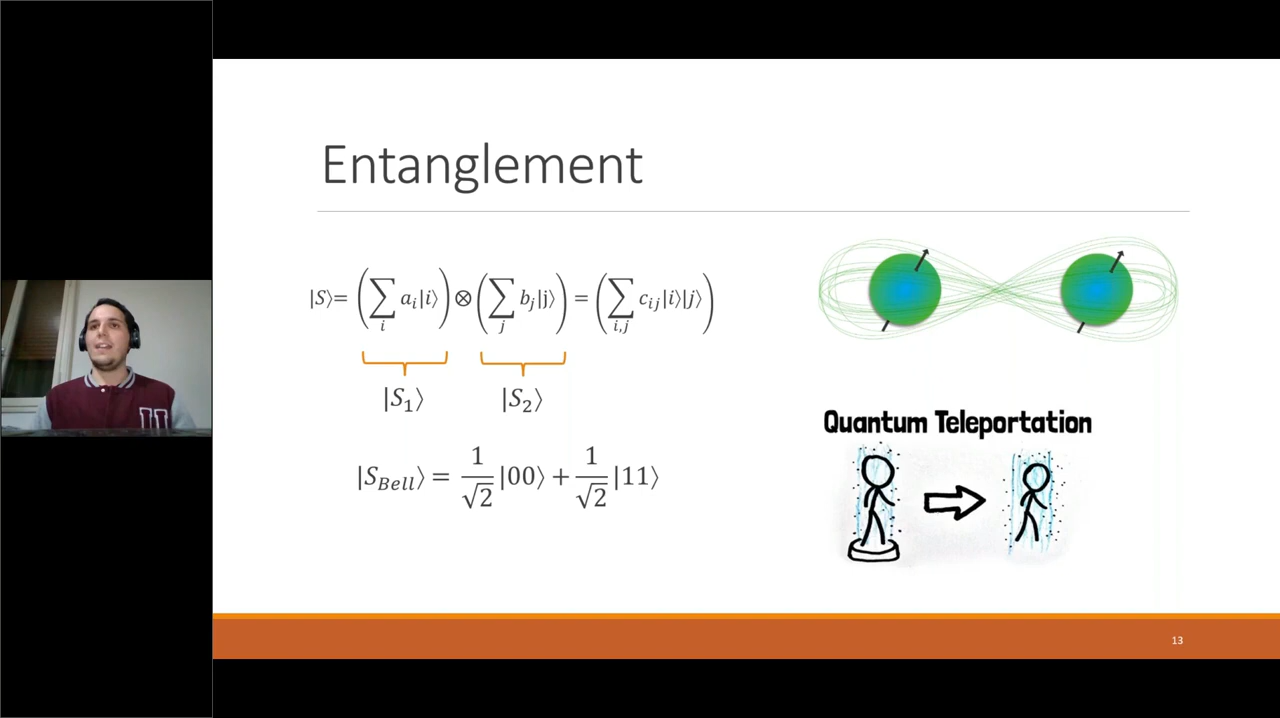 Entanglement
|S⟩= (∑ᵢ aᵢ|i⟩) ⊗ (∑ⱼ bⱼ|j⟩) = (∑ᵢ,ⱼ cᵢⱼ|i⟩|j⟩)
|S₁⟩ |S₂⟩
|S_Bell⟩ = 1/√2 |00⟩ + 1/√2 |11⟩
Quantum Teleportation
13